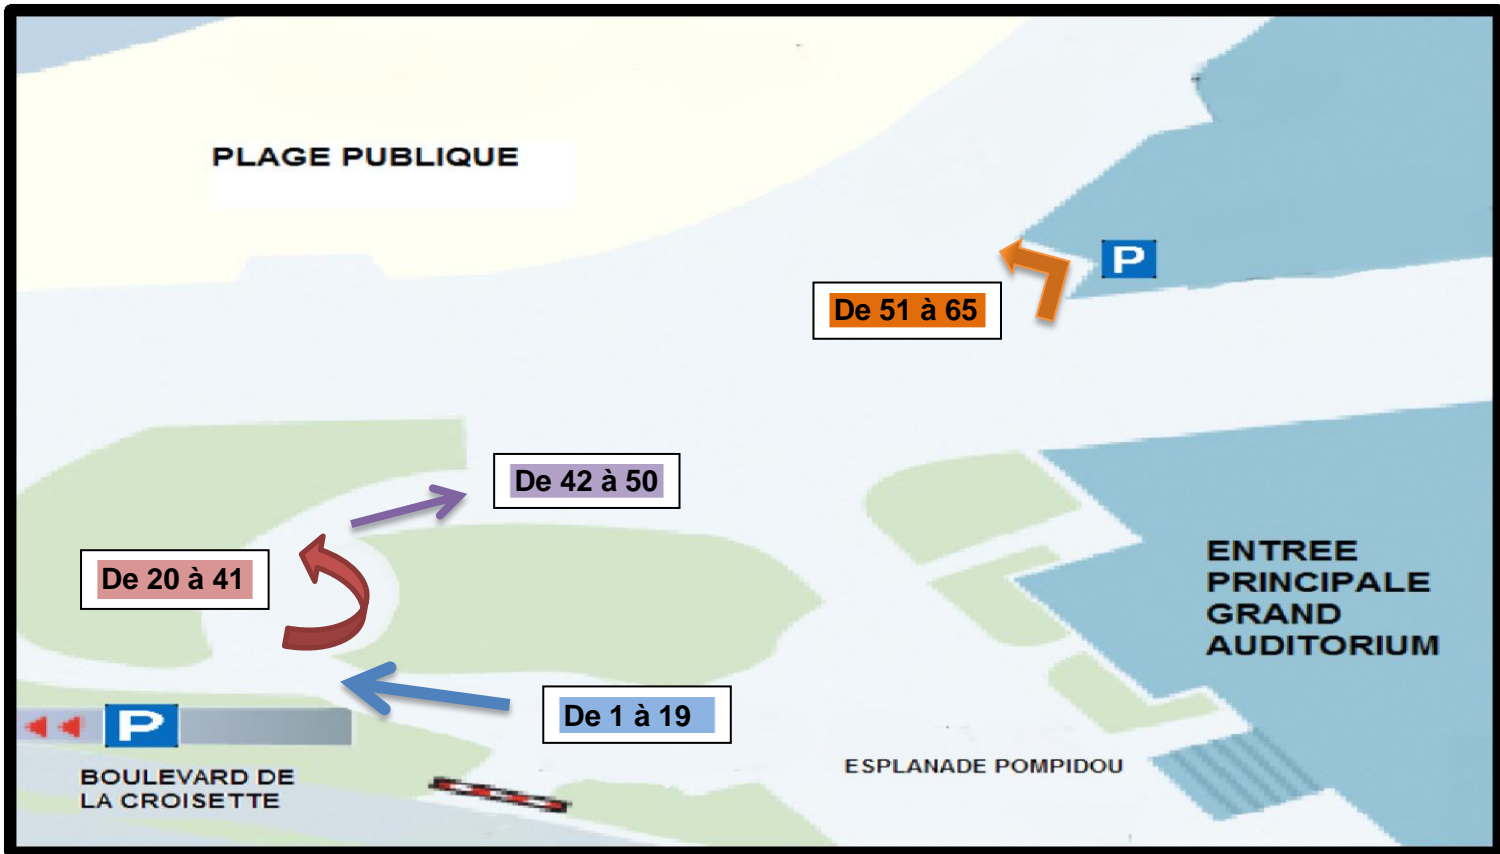 PLAGE PUBLIQUE
P
De 51 à 65
De 42 à 50
De 20 à 41
ENTREE
PRINCIPALE
GRAND
AUDITORIUM
De 1 à 19
P
BOULEVARD DE
LA CROISETTE
ESPLANADE POMPIDOU